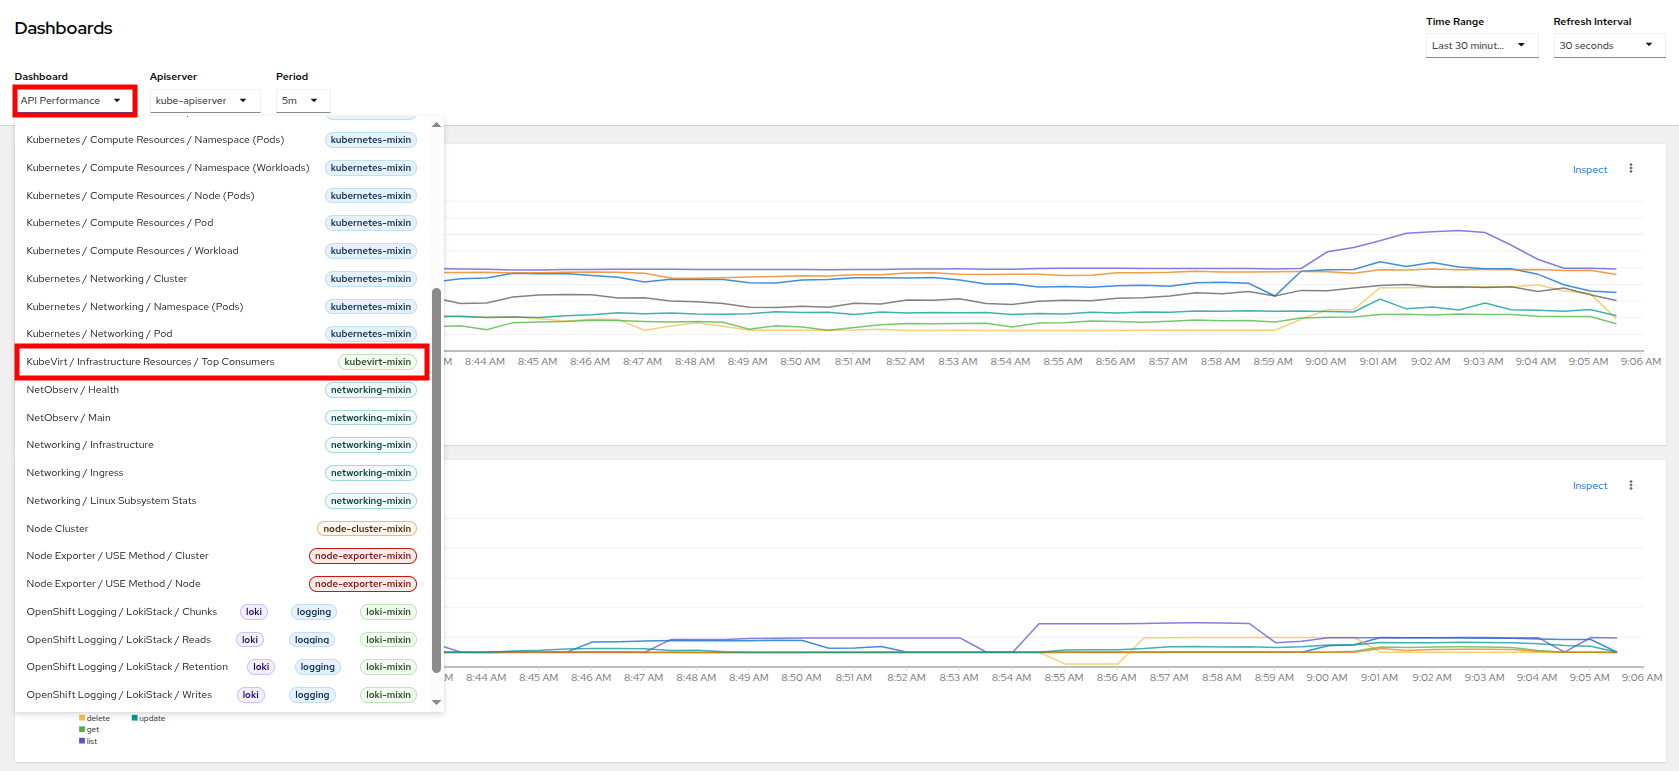 Dashboards
Time Range
Refresh Interval
Last 30 minut...
30 seconds
Dashboard
Apiserver
Period
API Performance
kube-apiserver
5m
Kubernetes / Compute Resources / Namespace (Pods) kubernetes-mixin
Kubernetes / Compute Resources / Namespace (Workloads) kubernetes-mixin
Kubernetes / Compute Resources / Node (Pods) kubernetes-mixin
Kubernetes / Compute Resources / Pod kubernetes-mixin
Kubernetes / Compute Resources / Workload kubernetes-mixin
Kubernetes / Networking / Cluster kubernetes-mixin
Kubernetes / Networking / Namespace (Pods) kubernetes-mixin
Kubernetes / Networking / Pod kubernetes-mixin
KubeVirt / Infrastructure Resources / Top Consumers kubevirt-mixin
NetObserv / Health networking-mixin
NetObserv / Main networking-mixin
Networking / Infrastructure networking-mixin
Networking / Ingress networking-mixin
Networking / Linux Subsystem Stats networking-mixin
Node Cluster node-cluster-mixin
Node Exporter / USE Method / Cluster node-exporter-mixin
Node Exporter / USE Method / Node node-exporter-mixin
OpenShift Logging / LokiStack / Chunks loki logging loki-mixin
OpenShift Logging / LokiStack / Reads loki logging loki-mixin
OpenShift Logging / LokiStack / Retention loki logging loki-mixin
OpenShift Logging / LokiStack / Writes loki logging loki-mixin
Inspect
M 8:44 AM 8:45 AM 8:46 AM 8:47 AM 8:48 AM 8:49 AM 8:50 AM 8:51 AM 8:52 AM 8:53 AM 8:54 AM 8:55 AM 8:56 AM 8:57 AM 8:58 AM 8:59 AM 9:00 AM 9:01 AM 9:02 AM 9:03 AM 9:04 AM 9:05 AM 9:06 AM
Inspect
M 8:44 AM 8:45 AM 8:46 AM 8:47 AM 8:48 AM 8:49 AM 8:50 AM 8:51 AM 8:52 AM 8:53 AM 8:54 AM 8:55 AM 8:56 AM 8:57 AM 8:58 AM 8:59 AM 9:00 AM 9:01 AM 9:02 AM 9:03 AM 9:04 AM 9:05 AM 9:06 AM
delete update
get
list